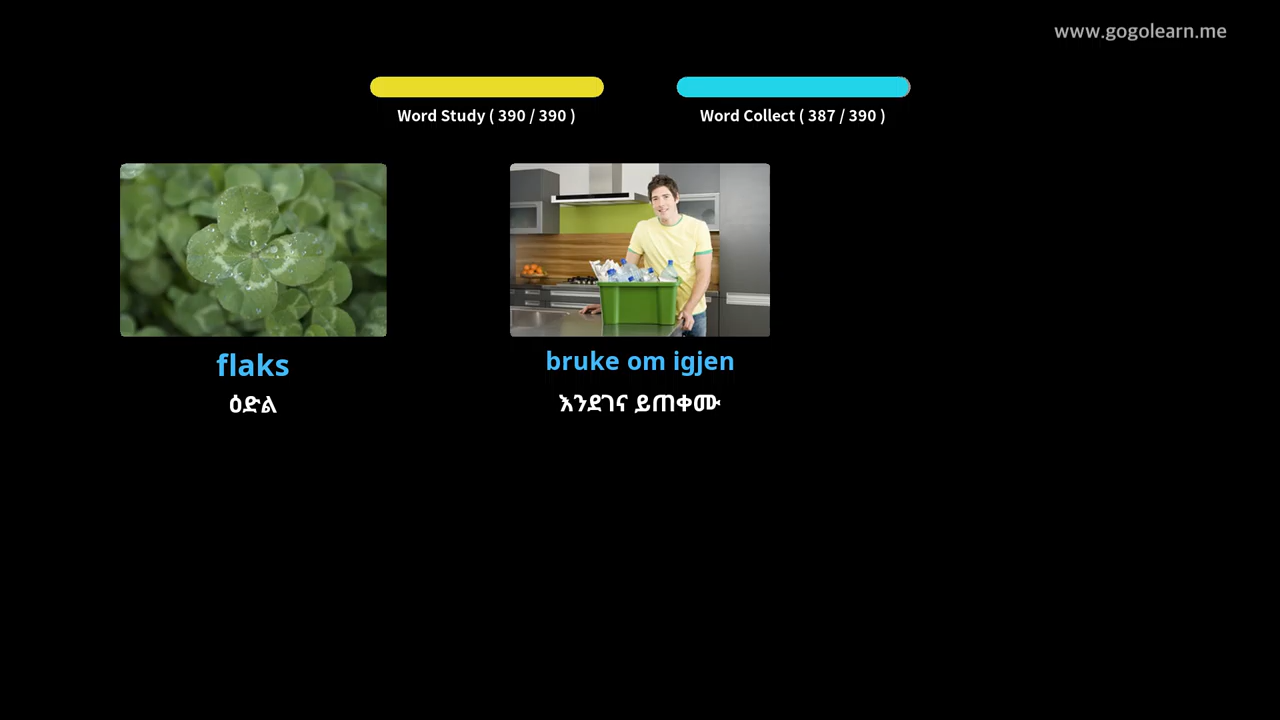 www.gogolearn.me
Word Study ( 390 / 390 )
Word Collect ( 387 / 390 )
flaks
ዕድል
bruke om igjen
እንደገና ይጠቀሙ